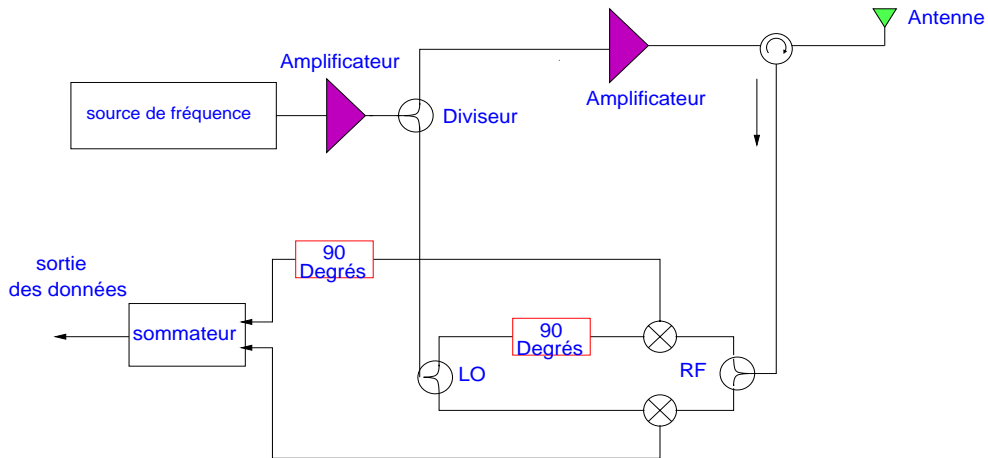 Antenne
Amplificateur
Amplificateur
source de fréquence
Diviseur
90
Degrés
sortie
des données
sommateur
90
Degrés
LO
RF